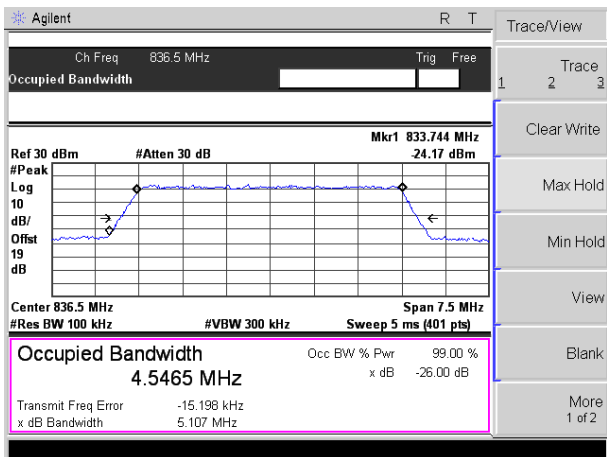 Agilent R T
Ch Freq 836.5 MHz Trig Free
Occupied Bandwidth
Mkr1 833.744 MHz
Ref 30 dBm #Atten 30 dB -24.17 dBm
#Peak
Log
10
dB/
Offst
19
dB
Center 836.5 MHz Span 7.5 MHz
#Res BW 100 kHz #VBW 300 kHz Sweep 5 ms (401 pts)
Occupied Bandwidth Occ BW % Pwr 99.00 %
4.5465 MHz x dB -26.00 dB
Transmit Freq Error -15.198 kHz
x dB Bandwidth 5.107 MHz
Trace/View
Trace
1 2 3
Clear Write
Max Hold
Min Hold
View
Blank
More
1 of 2